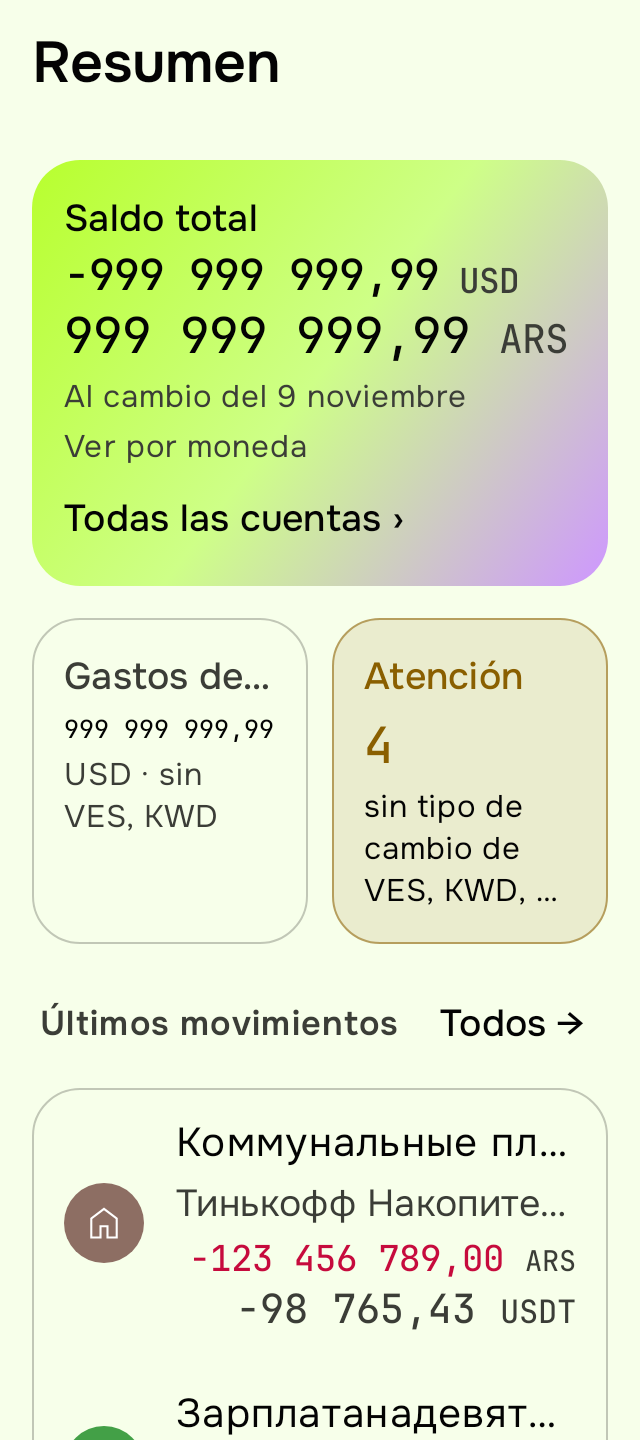 Resumen
Saldo total
-999 999 999,99 USD
999 999 999,99 ARS
Al cambio del 9 noviembre
Ver por moneda
Todas las cuentas ›
Gastos de...
999 999 999,99
USD · sin
VES, KWD
Atención
4
sin tipo de
cambio de
VES, KWD, ...
Últimos movimientos Todos →
Коммунальные пл...
Тинькофф Накопите...
-123 456 789,00 ARS
-98 765,43 USDT
Зарплатанадевят...